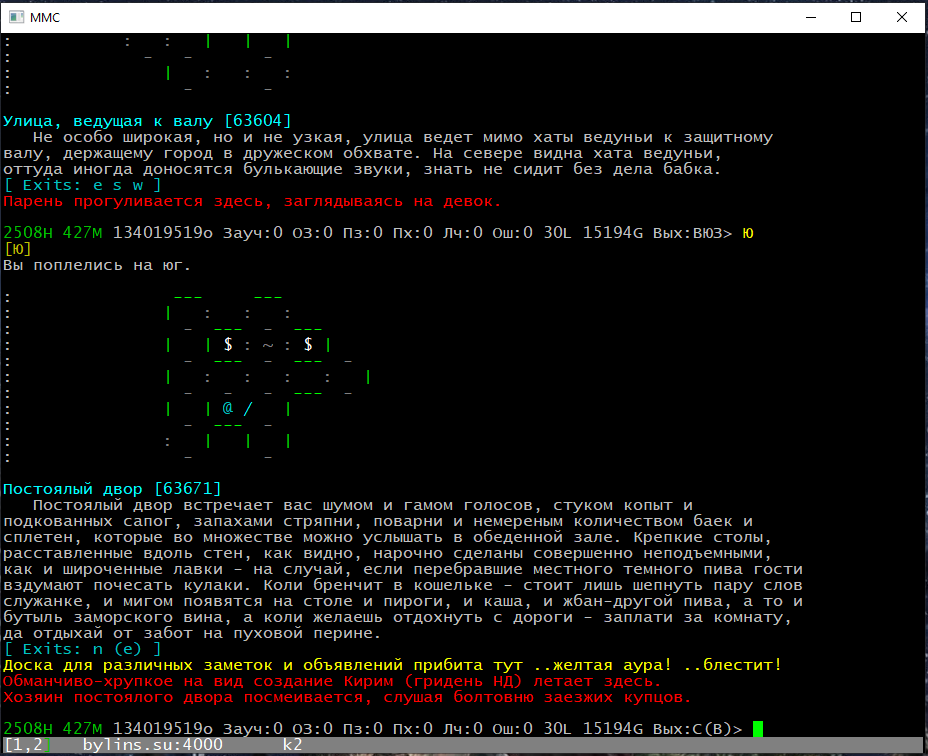 MMC
:           :   :   |   |   |
:             -   -       -
:               |   :   :   :
:                 -       -
Улица, ведущая к валу [63604]
Не особо широкая, но и не узкая, улица ведет мимо хаты ведуньи к защитному
валу, держащему город в дружеском обхвате. На севере видна хата ведуньи,
оттуда иногда доносятся булькающие звуки, знать не сидит без дела бабка.
[ Exits: e s w ]
Парень прогуливается здесь, заглядываясь на девок.
2508H 427M 134019519о Зауч:0 ОЗ:0 Пз:0 Пх:0 Лч:0 Ош:0 30L 15194G Вых:ВЮЗ> ю
[ю]
Вы поплелись на юг.
:                ---     ---
:               |   :   :   :
:                 -  ---  -  ---
:               |   | $ : ~ : $ |
:                 -  ---  -  ---  -
:               |   :   :   :   :   |
:                 -   -   -  ---  -
:               |   | @ /   |
:                 -  ---  -
:               :   |   |   |
:                 -       -
Постоялый двор [63671]
Постоялый двор встречает вас шумом и гамом голосов, стуком копыт и
подкованных сапог, запахами стряпни, поварни и немереным количеством баек и
сплетен, которые во множестве можно услышать в обеденной зале. Крепкие столы,
расставленные вдоль стен, как видно, нарочно сделаны совершенно неподъемными,
как и широченные лавки - на случай, если перебравшие местного темного пива гости
вздумают почесать кулаки. Коли бренчит в кошельке - стоит лишь шепнуть пару слов
служанке, и мигом появятся на столе и пироги, и каша, и жбан-другой пива, а то и
бутыль заморского вина, а коли желаешь отдохнуть с дороги - заплати за комнату,
да отдыхай от забот на пуховой перине.
[ Exits: n (e) ]
Доска для различных заметок и объявлений прибита тут ..желтая аура! ..блестит!
Обманчиво-хрупкое на вид создание Кирим (гридень НД) летает здесь.
Хозяин постоялого двора посмеивается, слушая болтовню заезжих купцов.
2508H 427M 134019519о Зауч:0 ОЗ:0 Пз:0 Пх:0 Лч:0 Ош:0 30L 15194G Вых:С(В)>
[1,2]   bylins.su:4000      k2